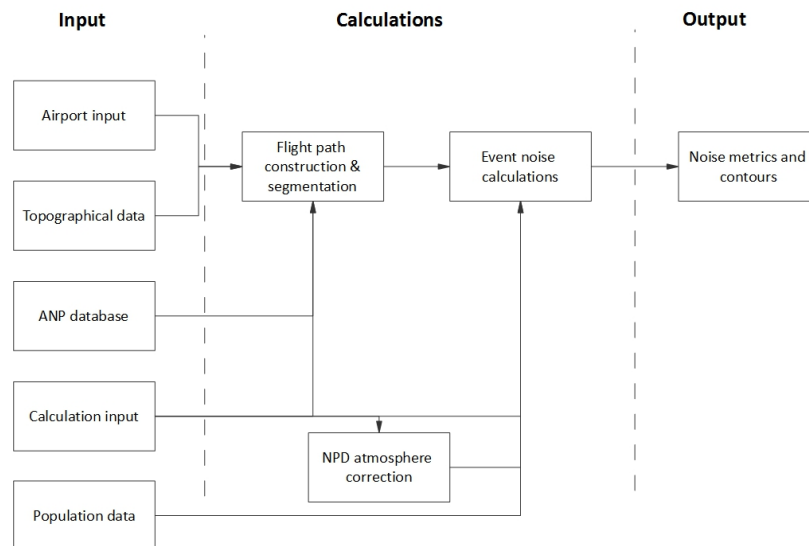 Input
Calculations
Output
Airport input
Topographical data
ANP database
Calculation input
Population data
Flight path
construction &
segmentation
Event noise
calculations
NPD atmosphere
correction
Noise metrics and
contours